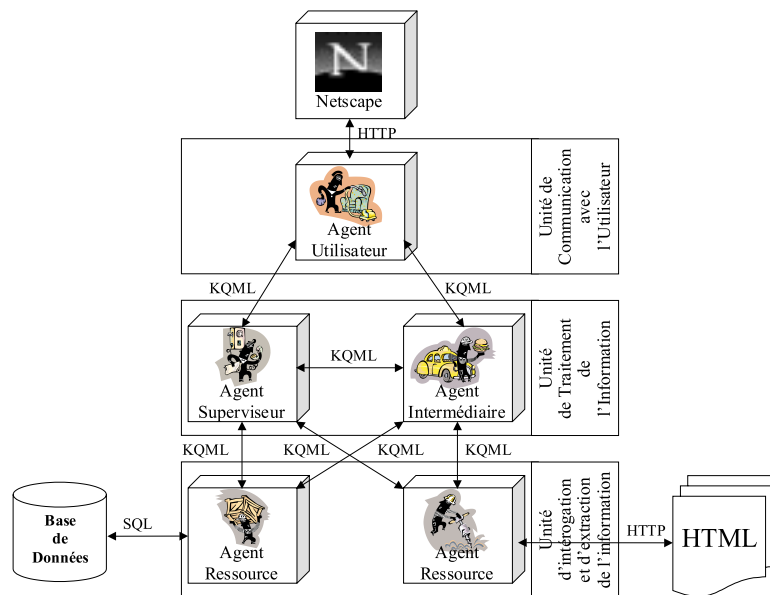 N
Netscape
HTTP
Agent
Utilisateur
Unité de
Communication
avec
l'Utilisateur
KQML
KQML
Agent
Superviseur
KQML
Agent
Intermédiaire
Unité
de Traitement
de
l'Information
KQML
KQML
KQML
KQML
Base
de
Données
SQL
Agent
Ressource
Agent
Ressource
Unité
d'intérogation
et d'extraction
de l'information
HTTP
HTML